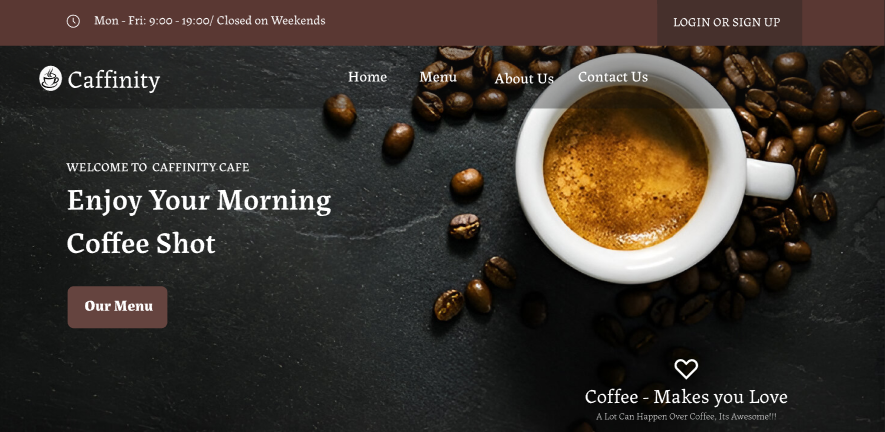 Mon - Fri: 9:00 - 19:00/ Closed on Weekends
LOGIN OR SIGN UP
Caffinity
Home Menu About Us Contact Us
WELCOME TO CAFFINITY CAFE
Enjoy Your Morning
Coffee Shot
Our Menu
Coffee - Makes you Love
A Lot Can Happen Over Coffee, Its Awesome!!!